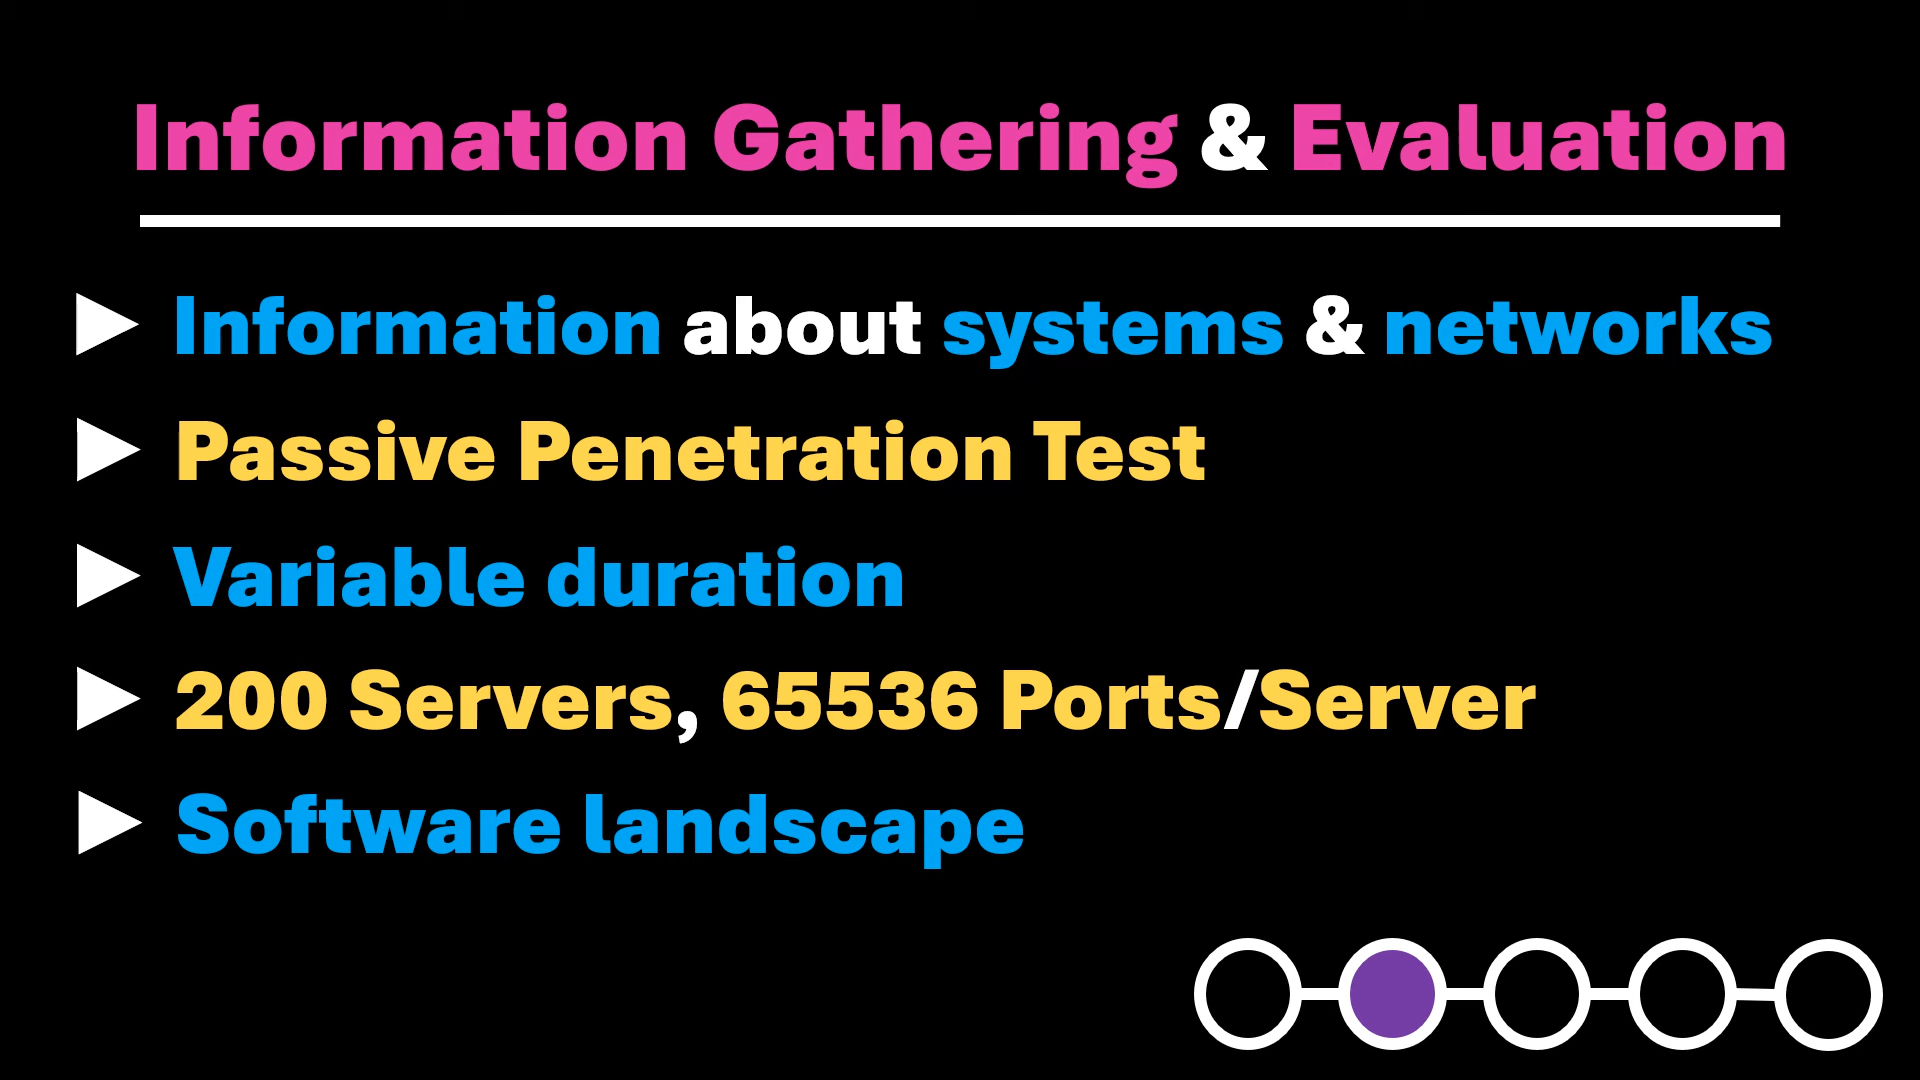 Information Gathering & Evaluation
Information about systems & networks
Passive Penetration Test
Variable duration
200 Servers, 65536 Ports/Server
Software landscape